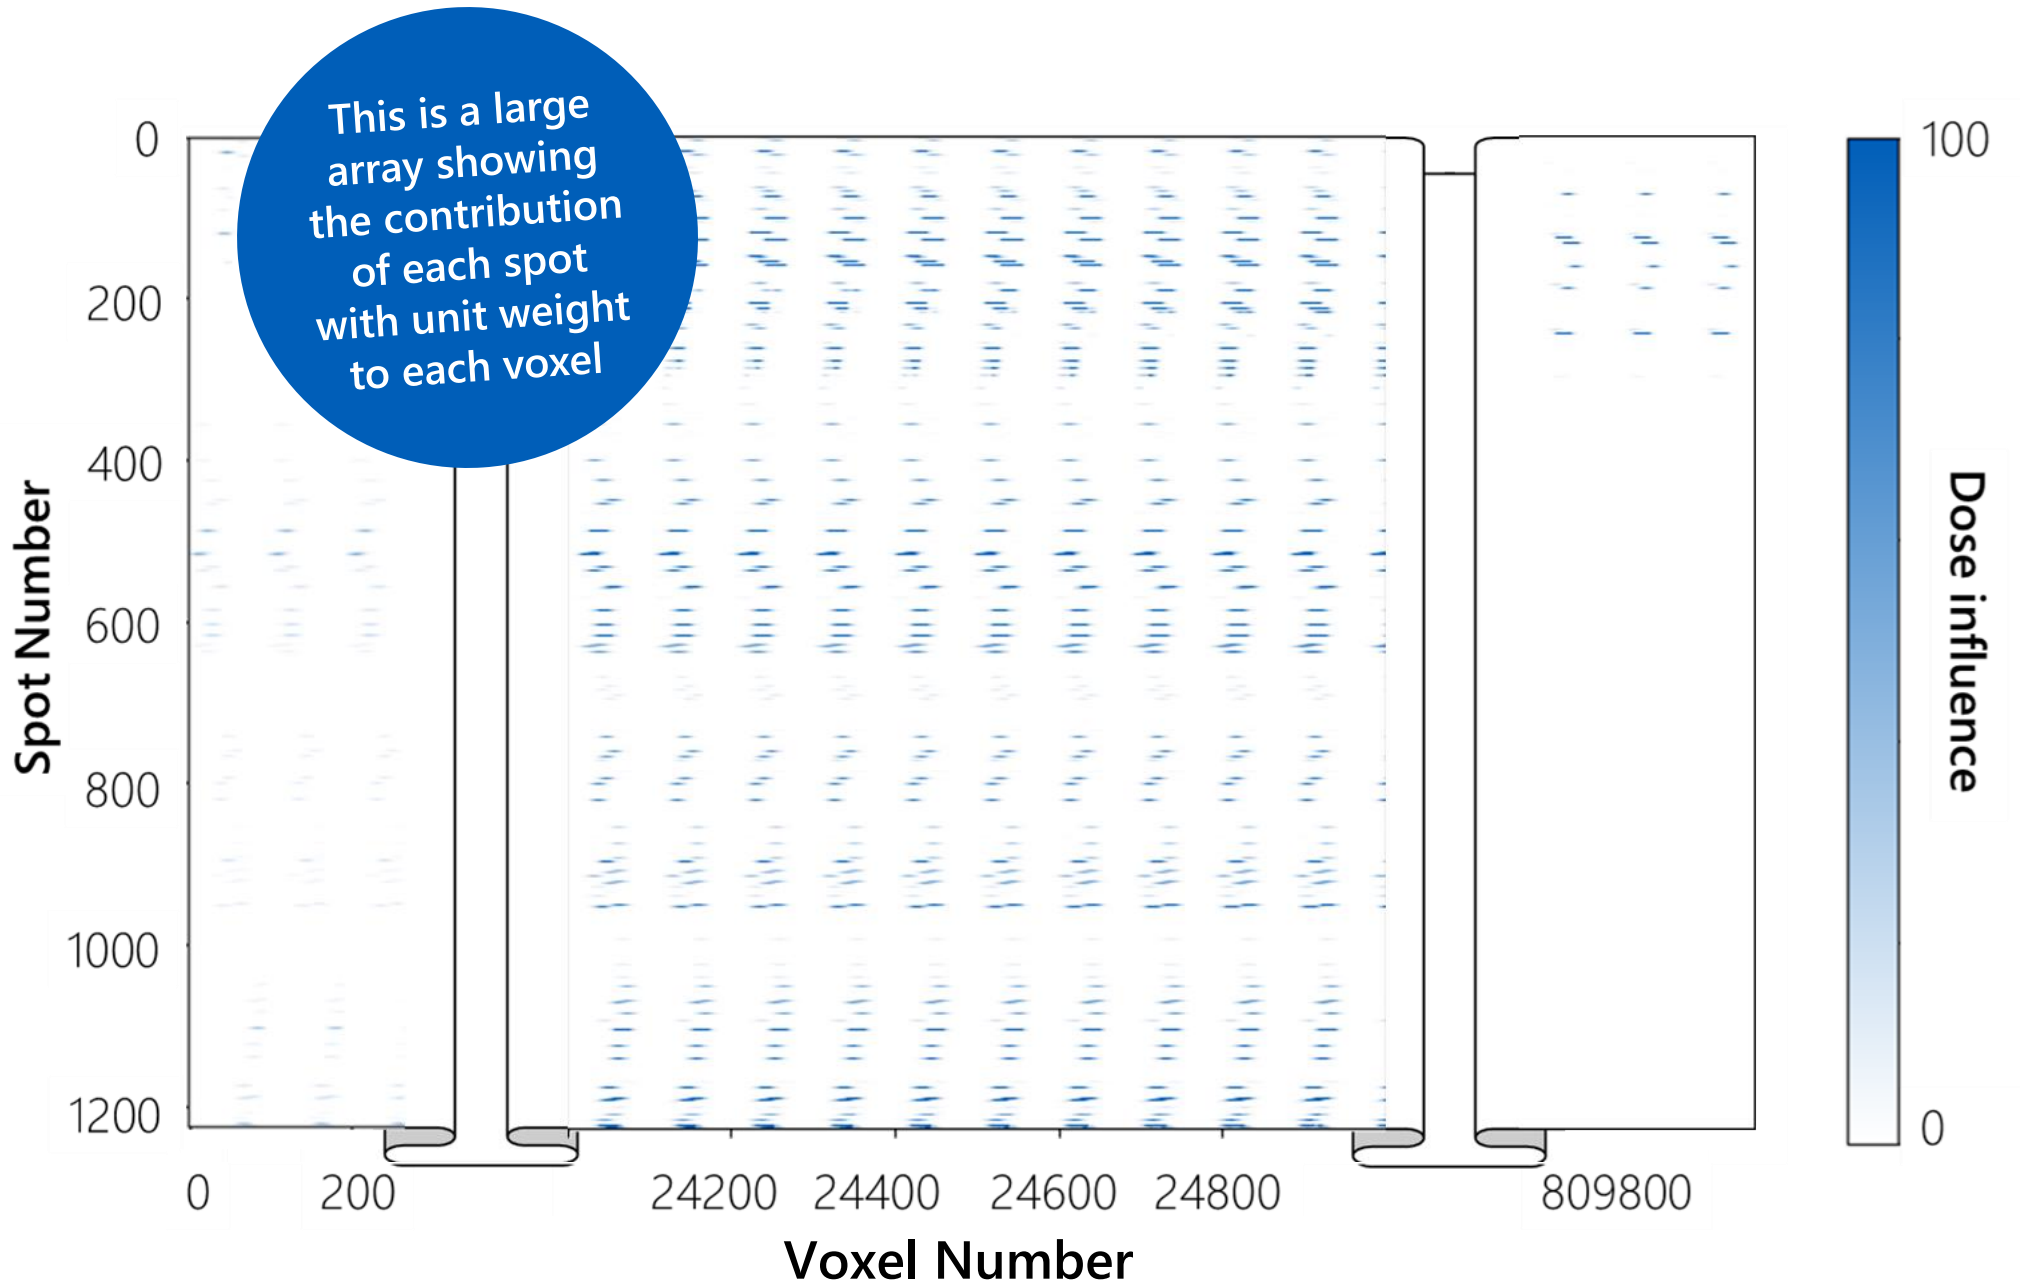 This is a large
array showing
the contribution
of each spot
with unit weight
to each voxel
0
200
400
600
800
1000
1200
Spot Number
0
200
24200
24400
24600
24800
809800
Voxel Number
100
0
Dose influence